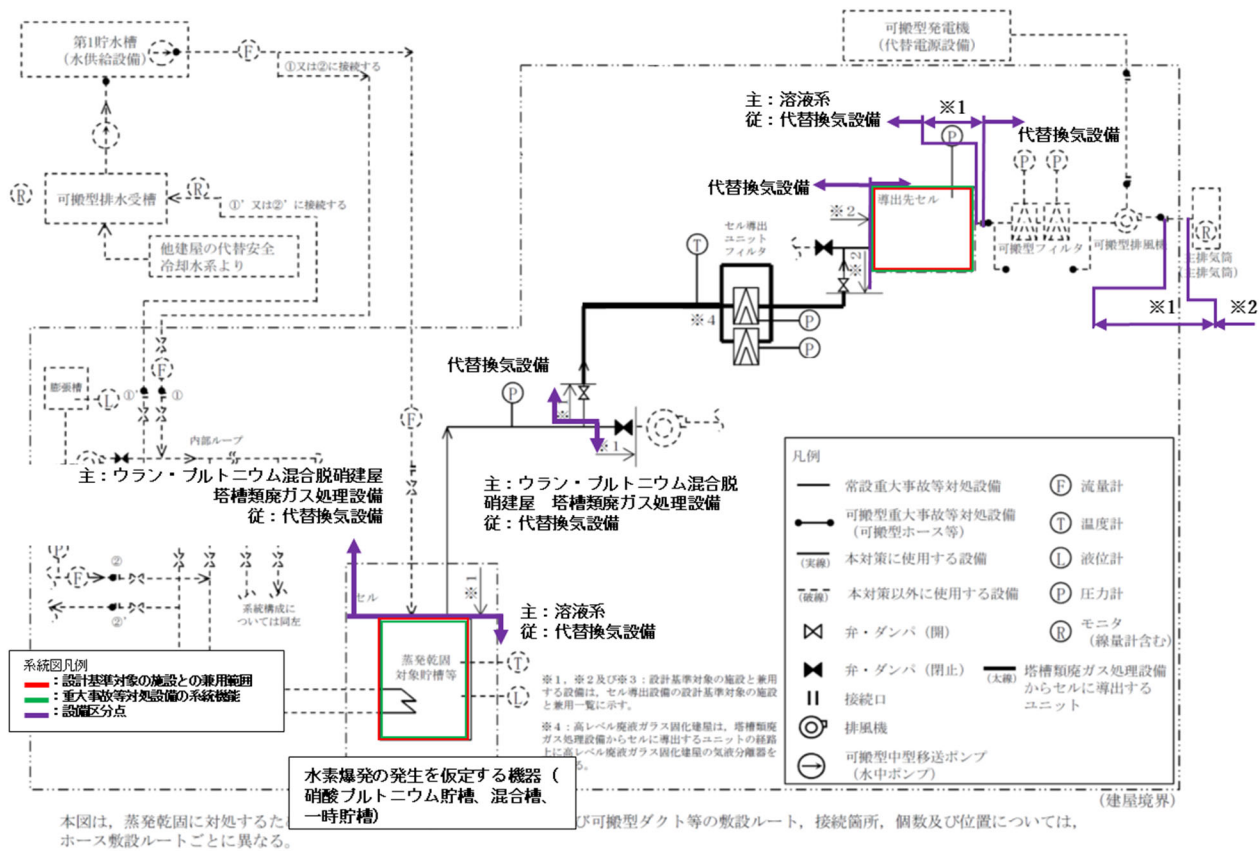 第1貯水槽
(水供給設備)
F
①又は②に接続する
可搬型発電機
(代替電源設備)
主：溶液系
従：代替換気設備
※1
P
代替換気設備
P
P
R
可搬型排水受槽
R
①’又は②’に接続する
他建屋の代替安全
冷却水系より
代替換気設備
※2
導出先セル
セル導出
ユニット
フィルタ
T
※2
可搬型フィルタ
可搬型排風機
R
主排気筒
(主排気筒)
※1
※2
※4
P
P
膨張槽
L
①’
①
F
F
代替換気設備
P
※1
※1
内部ループ
主：ウラン・プルトニウム混合脱硝建屋
塔槽類廃ガス処理設備
従：代替換気設備
主：ウラン・プルトニウム混合脱
硝建屋　塔槽類廃ガス処理設備
従：代替換気設備
凡例
常設重大事故等対処設備
可搬型重大事故等対処設備
(可搬型ホース等)
(実線)
本対策に使用する設備
(破線)
本対策以外に使用する設備
弁・ダンパ（開）
弁・ダンパ（閉止）
接続口
排風機
可搬型中型移送ポンプ
(水中ポンプ)
F
流量計
T
温度計
L
液位計
P
圧力計
R
モニタ
(線量計含む)
(太線)
塔槽類廃ガス処理設備
からセルに導出する
ユニット
F
②
②’
系統構成に
ついては同左
セル
※1
主：溶液系
従：代替換気設備
蒸発乾固
対象貯槽等
T
L
系統図凡例
：設計基準対象の施設との兼用範囲
：重大事故等対処設備の系統機能
：設備区分点
※1，※2及び※3：設計基準対象の施設と兼用
する設備は、セル導出設備の設計基準対象の施設
と兼用一覧に示す。
※4：高レベル廃液ガラス固化建屋は、塔槽類廃
ガス処理設備からセルに導出するユニットの経路
上に高レベル廃液ガラス固化建屋の気液分離器を
る。
水素爆発の発生を仮定する機器（
硝酸プルトニウム貯槽、混合槽、
一時貯槽）
(建屋境界)
本図は，蒸発乾固に対処するた
び可搬型ダクト等の敷設ルート，接続箇所，個数及び位置については，
ホース敷設ルートごとに異なる。